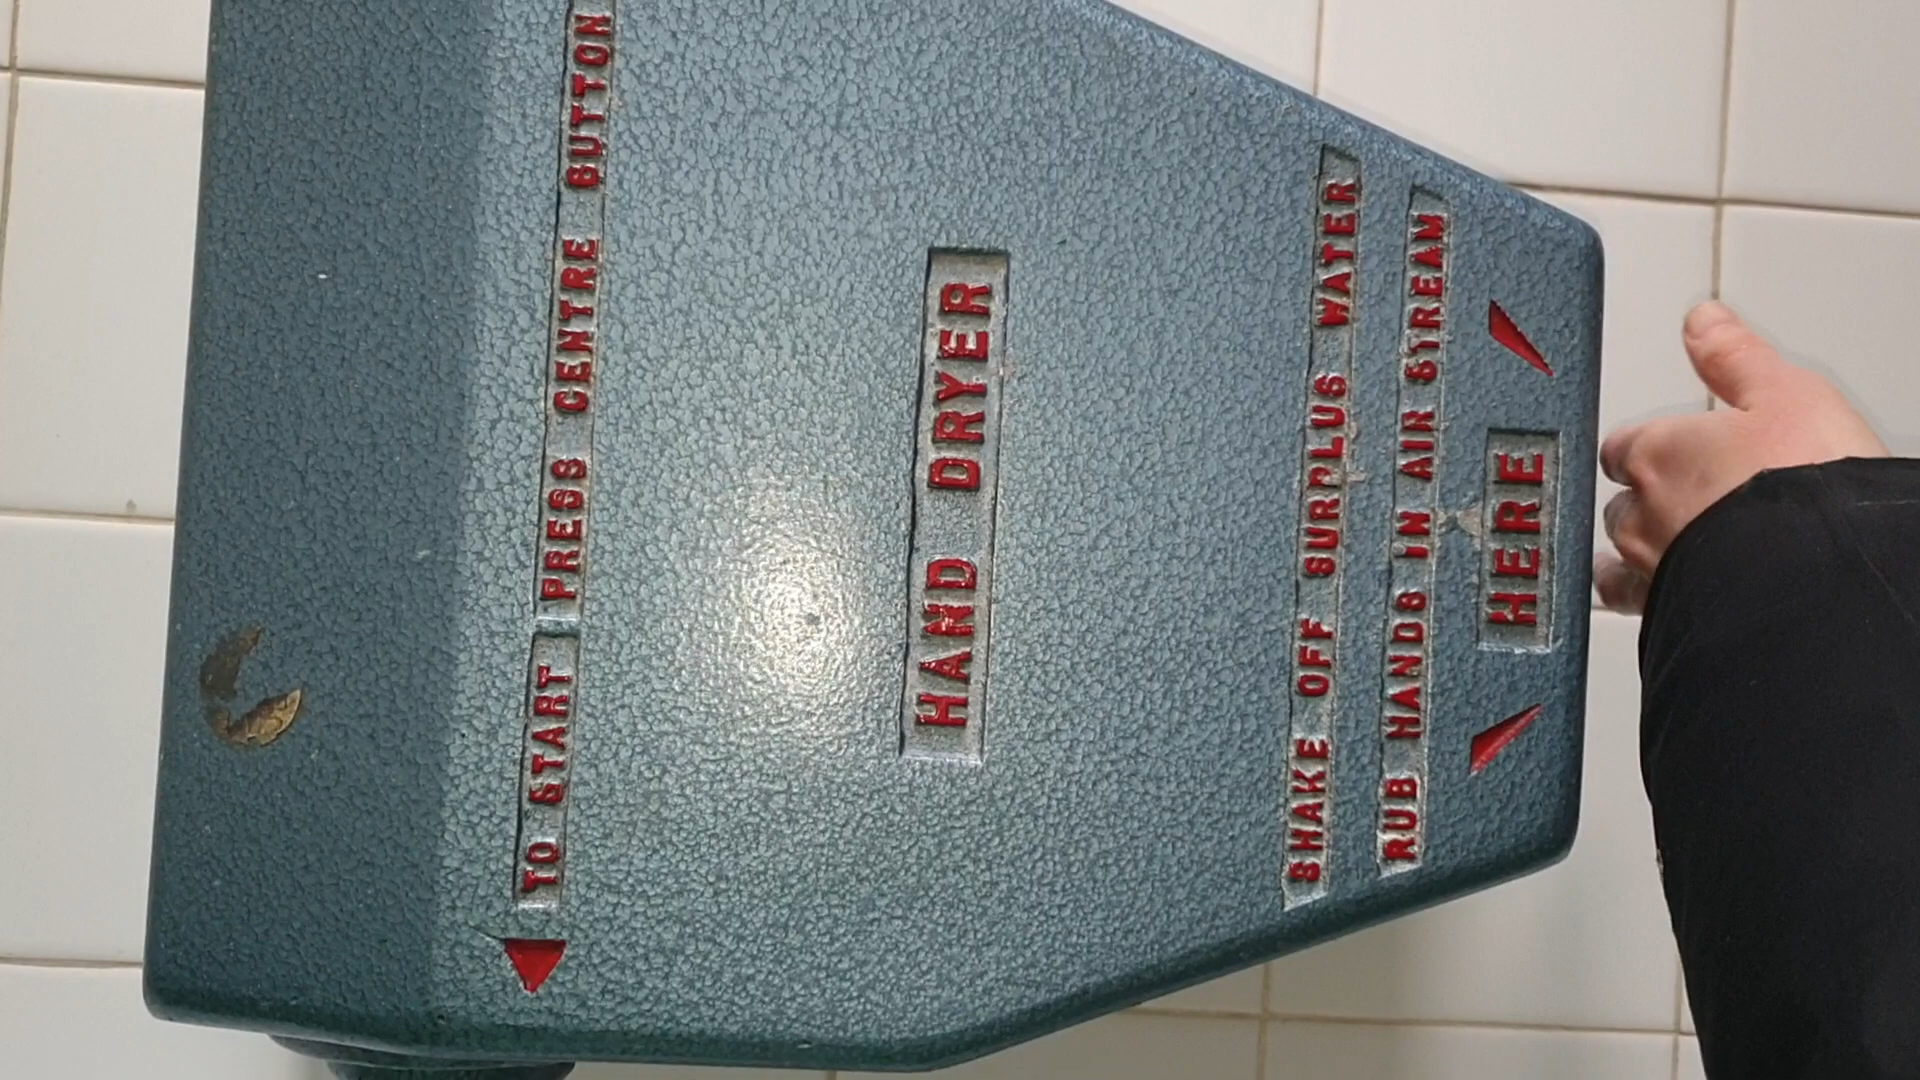 TO START PRESS CENTRE BUTTON
HAND DRYER
SHAKE OFF SURPLUS WATER
RUB HANDS IN AIR STREAM
HERE